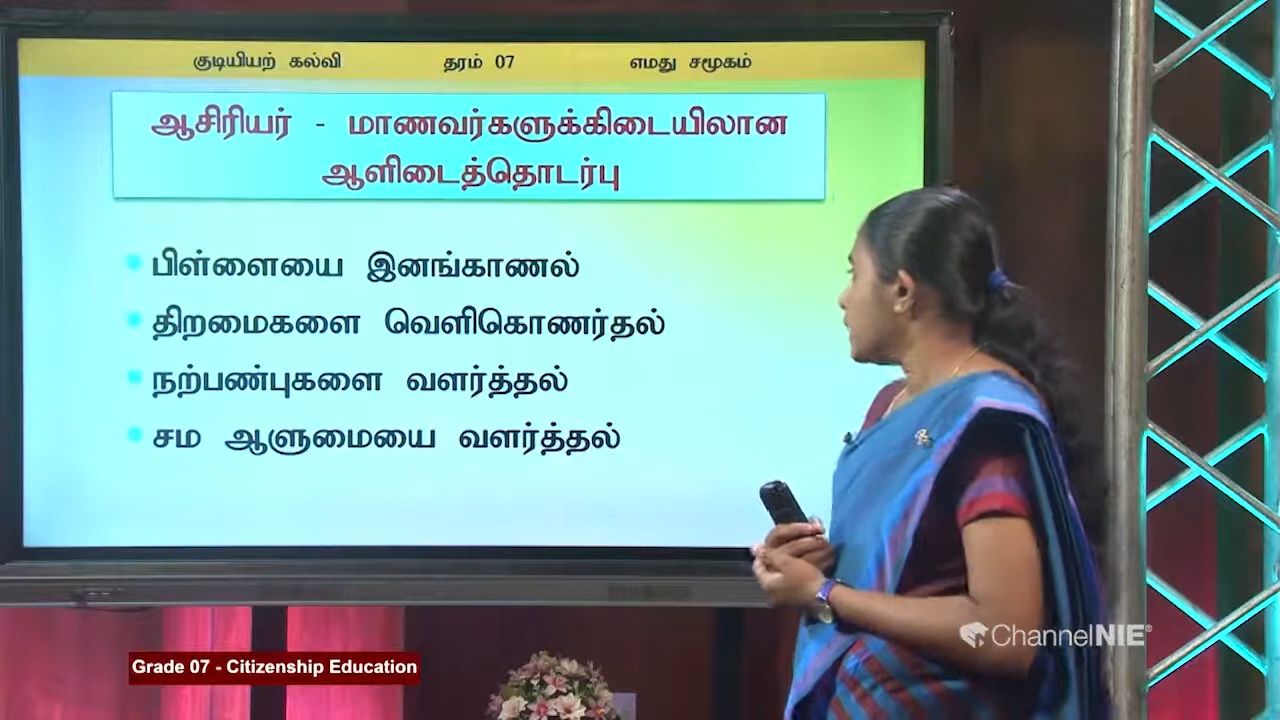 குடியியற் கல்வி தரம் 07 எமது சமூகம்
ஆசிரியர் - மாணவர்களுக்கிடையிலான
ஆளிடைத்தொடர்பு
பிள்ளையை இனங்காணல்
திறமைகளை வெளிகொணர்தல்
நற்பண்புகளை வளர்த்தல்
சம ஆளுமையை வளர்த்தல்
ChannelNIE®
Grade 07 - Citizenship Education